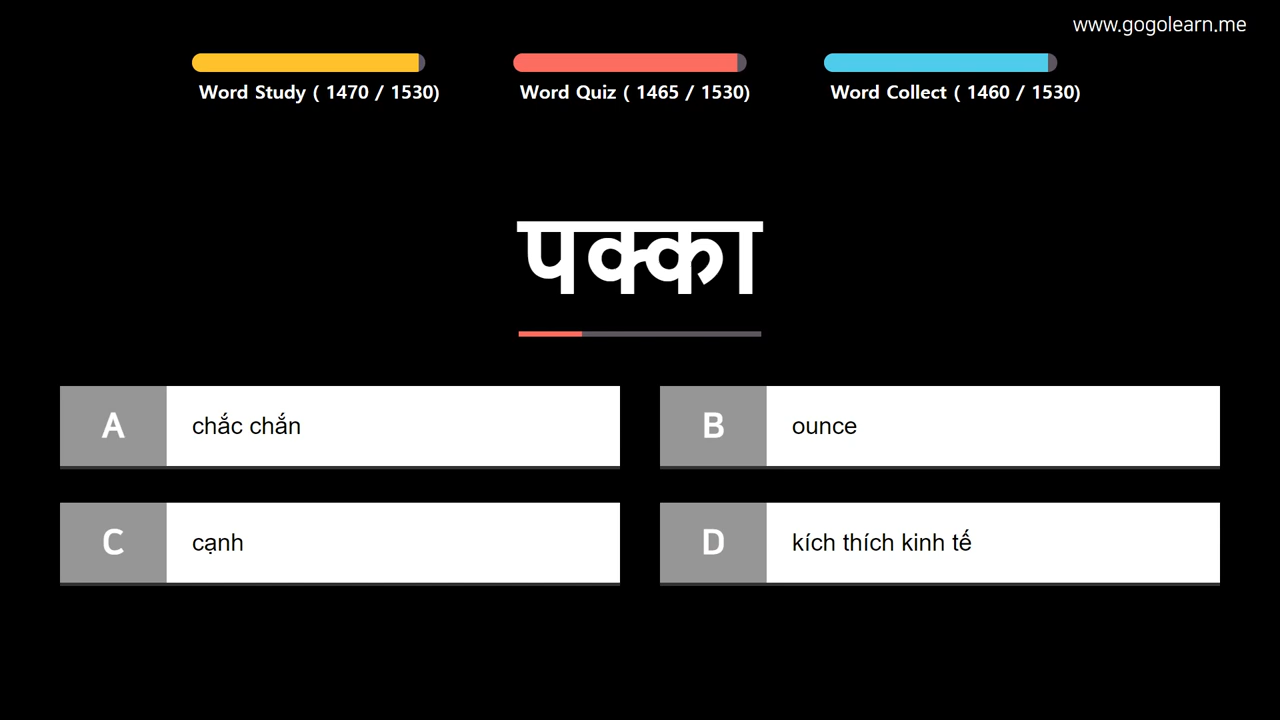 www.gogolearn.me
Word Study ( 1470 / 1530)
Word Quiz ( 1465 / 1530)
Word Collect ( 1460 / 1530)
पक्का
A
chắc chắn
B
ounce
C
cạnh
D
kích thích kinh tế